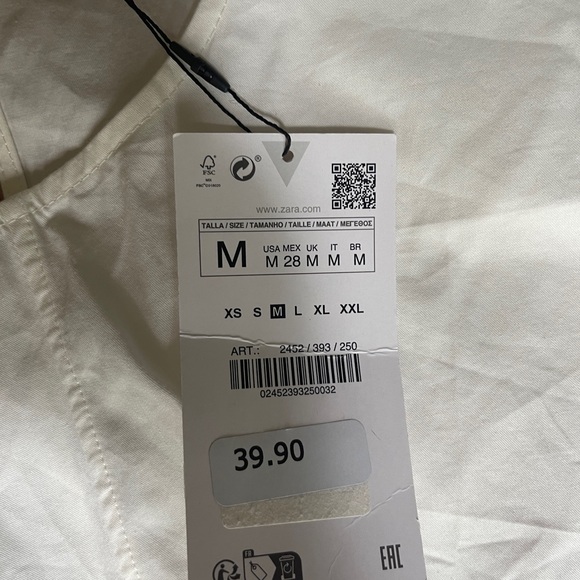 FSC
®
www.zara.com
TALLA / SIZE / TAMANHO / TAILLE / MAAT / ΜΕΓΕΘΟΣ
M
USA MEX UK IT BR
M 28 M M M
XS S M L XL XXL
ART.: 2452 / 393 / 250
02452393250032
39.90
FR
EAC